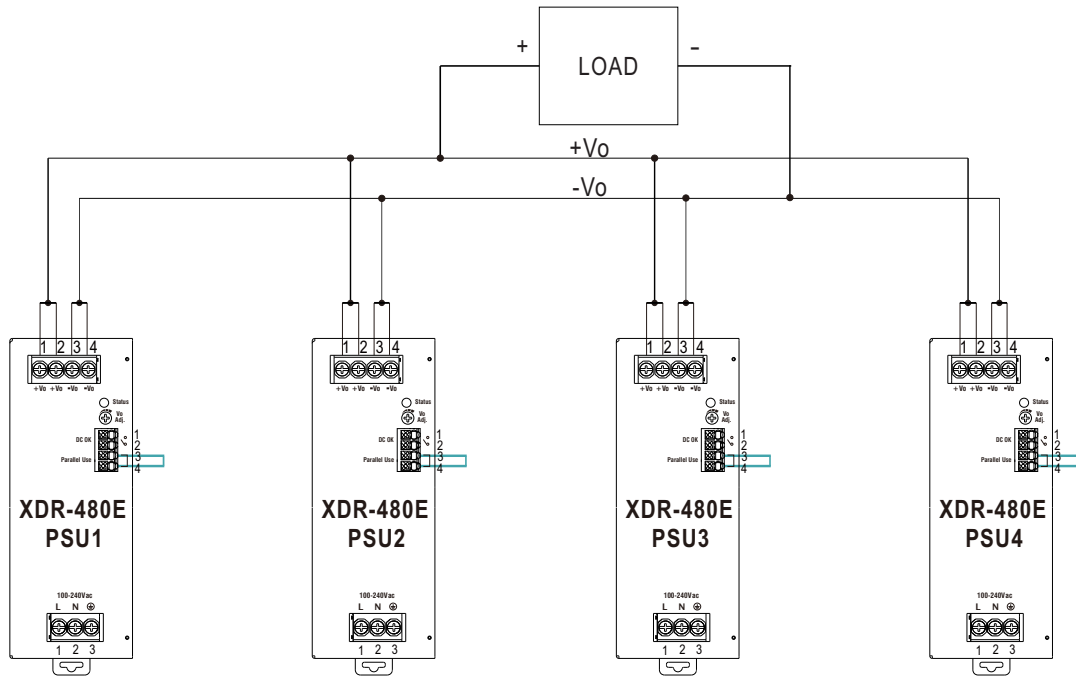 + LOAD -
+Vo
-Vo
1 2 3 4
+Vo +Vo -Vo -Vo
Status
Vo Adj.
DC OK 1
2
Parallel Use 3
4
XDR-480E
PSU1
100-240Vac
L N ⏚
1 2 3
1 2 3 4
+Vo +Vo -Vo -Vo
Status
Vo Adj.
DC OK 1
2
Parallel Use 3
4
XDR-480E
PSU2
100-240Vac
L N ⏚
1 2 3
1 2 3 4
+Vo +Vo -Vo -Vo
Status
Vo Adj.
DC OK 1
2
Parallel Use 3
4
XDR-480E
PSU3
100-240Vac
L N ⏚
1 2 3
1 2 3 4
+Vo +Vo -Vo -Vo
Status
Vo Adj.
DC OK 1
2
Parallel Use 3
4
XDR-480E
PSU4
100-240Vac
L N ⏚
1 2 3